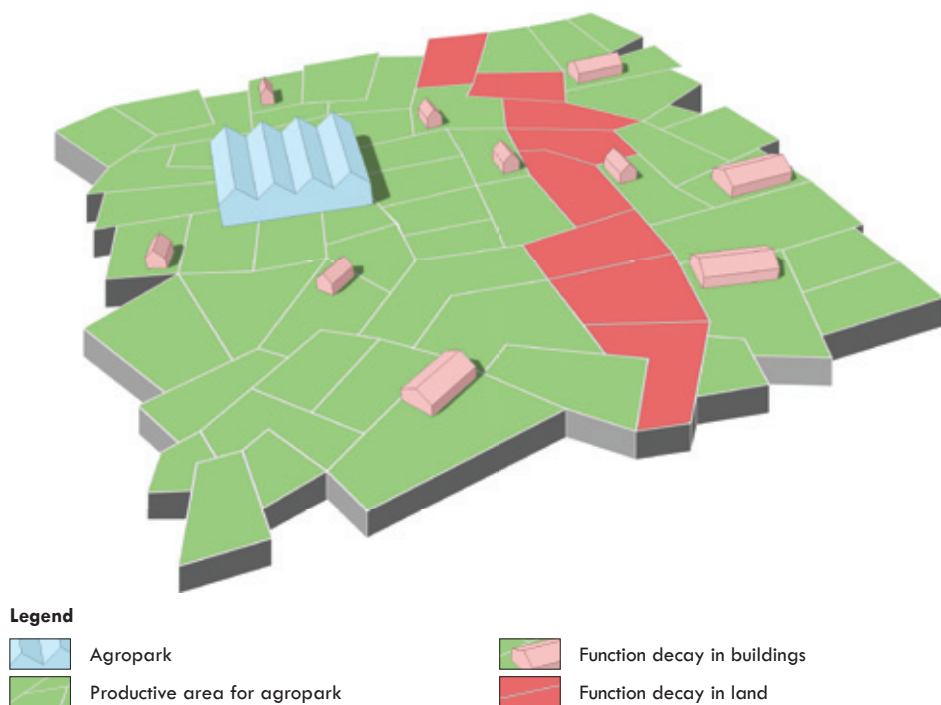 Legend
Agropark
Productive area for agropark
Function decay in buildings
Function decay in land